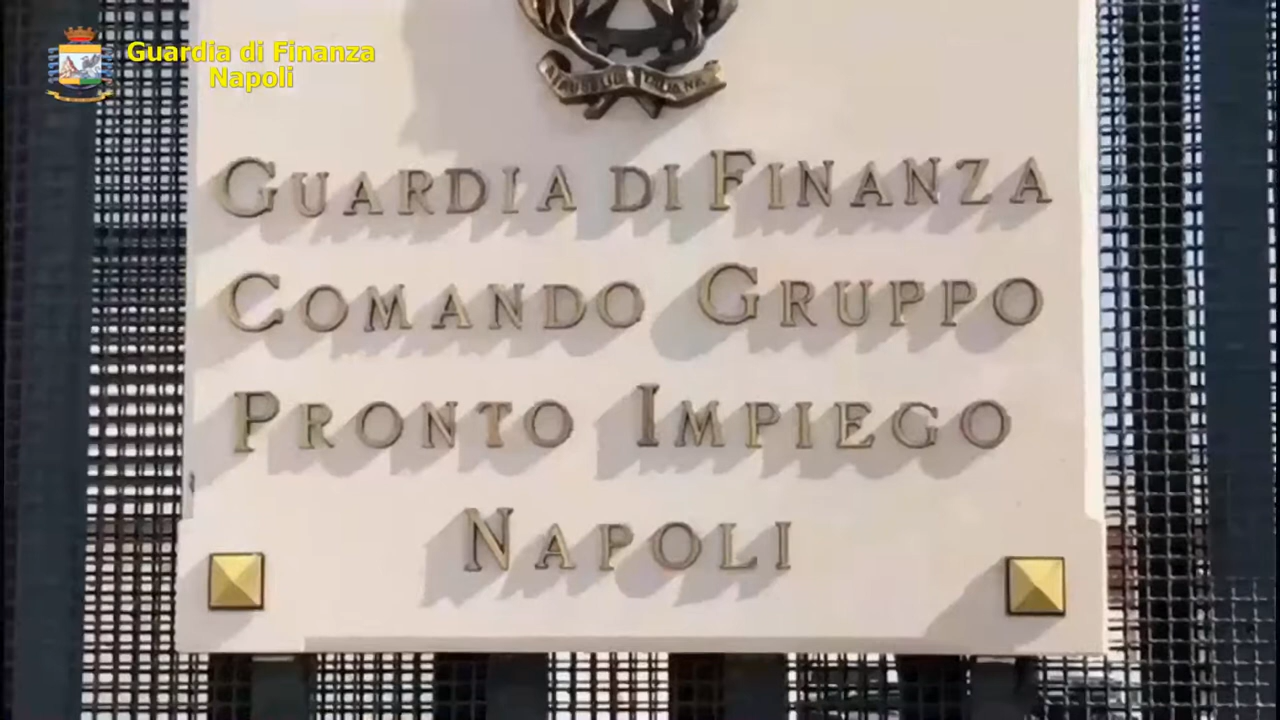 Guardia di Finanza
Napoli
GUARDIA DI FINANZA
COMANDO GRUPPO
PRONTO IMPIEGO
NAPOLI